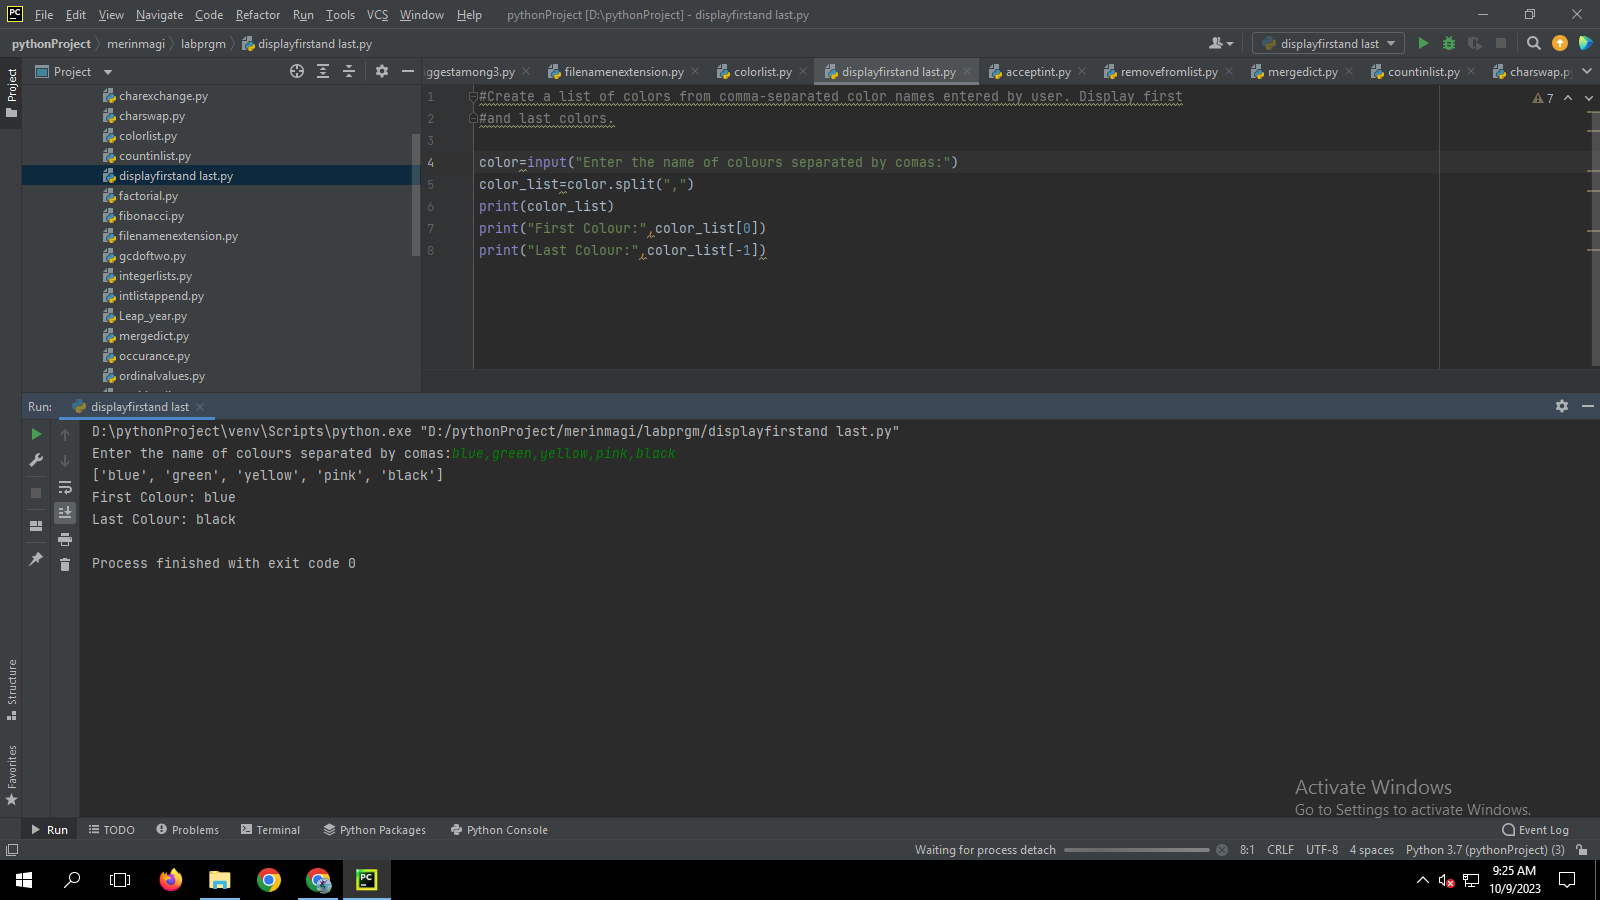 PC File Edit View Navigate Code Refactor Run Tools VCS Window Help pythonProject [D:\pythonProject] - displayfirstand last.py
pythonProject merinmagi labprgm displayfirstand last.py displayfirstand last
Project
Project
ggestamong3.py filenamenextension.py colorlist.py displayfirstand last.py acceptint.py removefromlist.py mergedict.py countinlist.py charswap.py
charexchange.py
charswap.py
colorlist.py
countinlist.py
displayfirstand last.py
factorial.py
fibonacci.py
filenamenextension.py
gcdoftwo.py
integerlists.py
intlistappend.py
Leap_year.py
mergedict.py
occurance.py
ordinalvalues.py
1 #Create a list of colors from comma-separated color names entered by user. Display first
2 #and last colors.
3
4 color=input("Enter the name of colours separated by comas:")
5 color_list=color.split(",")
6 print(color_list)
7 print("First Colour:",color_list[0])
8 print("Last Colour:",color_list[-1])
7
Run: displayfirstand last
D:\pythonProject\venv\Scripts\python.exe "D:/pythonProject/merinmagi/labprgm/displayfirstand last.py"
Enter the name of colours separated by comas:blue,green,yellow,pink,black
['blue', 'green', 'yellow', 'pink', 'black']
First Colour: blue
Last Colour: black
Process finished with exit code 0
Structure
Favorites
Activate Windows
Go to Settings to activate Windows.
Run TODO Problems Terminal Python Packages Python Console Event Log
Waiting for process detach 8:1 CRLF UTF-8 4 spaces Python 3.7 (pythonProject) (3)
PC
9:25 AM
10/9/2023